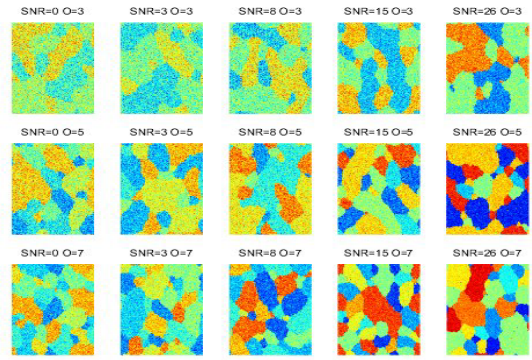 SNR=0 O=3 SNR=3 O=3 SNR=8 O=3 SNR=15 O=3 SNR=26 O=3
SNR=0 O=5 SNR=3 O=5 SNR=8 O=5 SNR=15 O=5 SNR=26 O=5
SNR=0 O=7 SNR=3 O=7 SNR=8 O=7 SNR=15 O=7 SNR=26 O=7